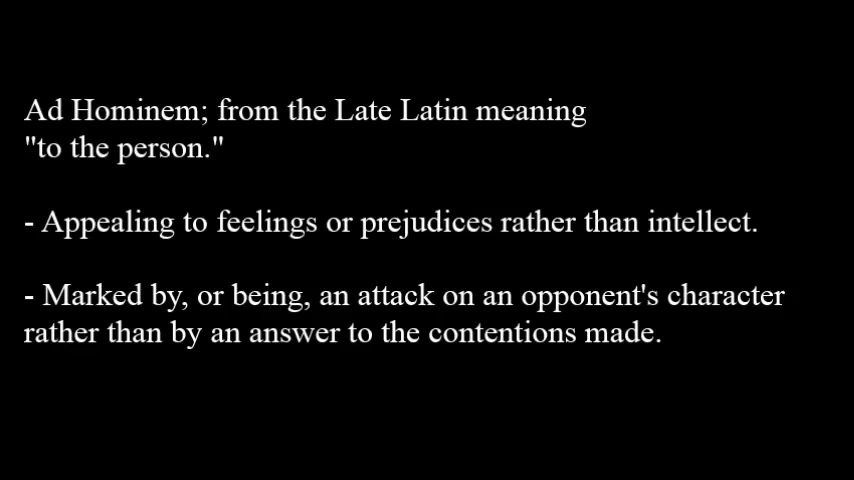 Ad Hominem; from the Late Latin meaning
"to the person."
- Appealing to feelings or prejudices rather than intellect.
- Marked by, or being, an attack on an opponent's character
rather than by an answer to the contentions made.